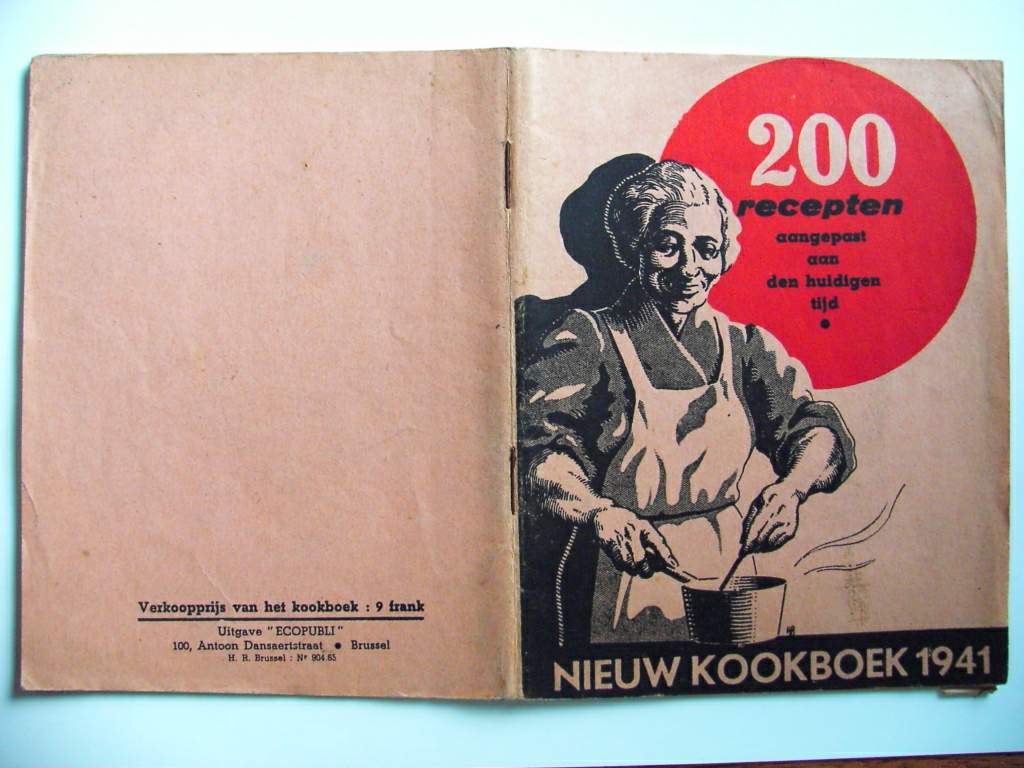 Verkoopprijs van het kookboek : 9 frank
Uitgave "ECOPUBLI"
100, Antoon Dansaertstraat ● Brussel
H. R. Brussel : Nr 904.65
200
recepten
aangepast
aan
den huidigen
tijd
●
NIEUW KOOKBOEK 1941